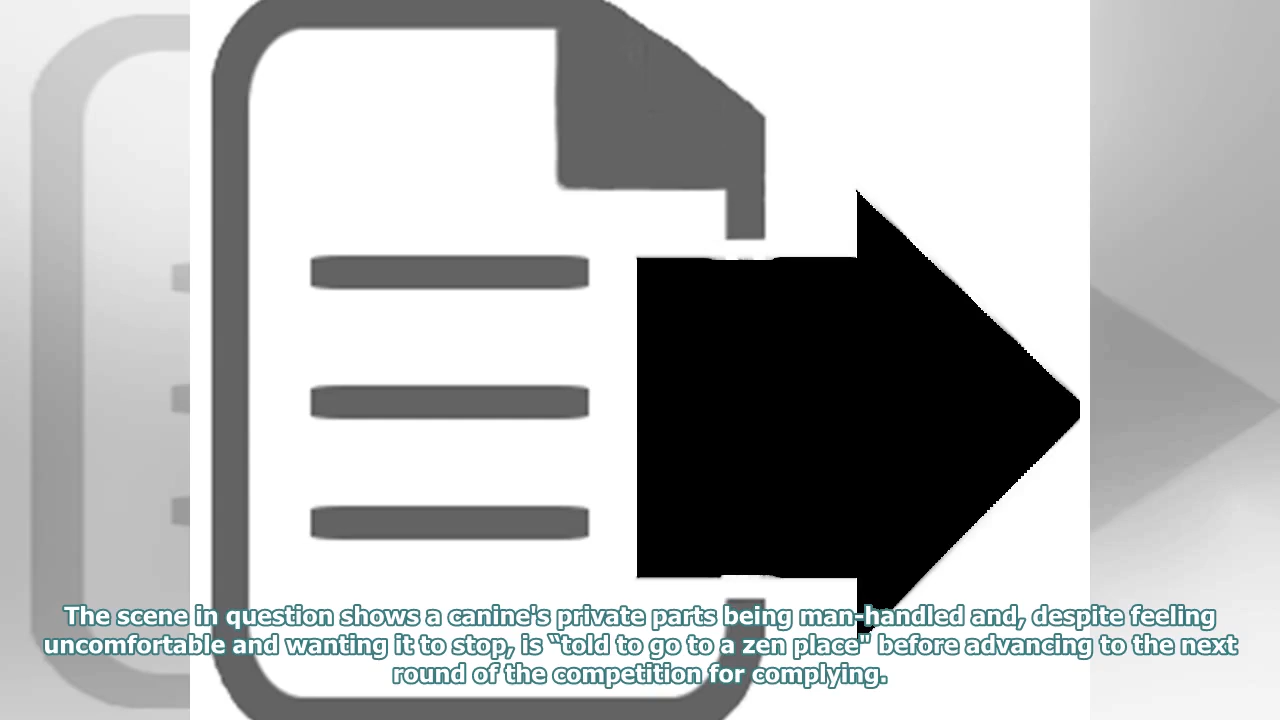 The scene in question shows a canine's private parts being man-handled and, despite feeling
uncomfortable and wanting it to stop, is “told to go to a zen place" before advancing to the next
round of the competition for complying.